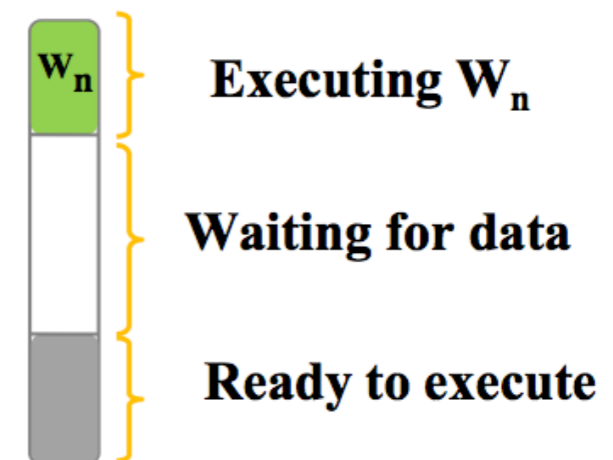 Wn
Executing Wn
Waiting for data
Ready to execute